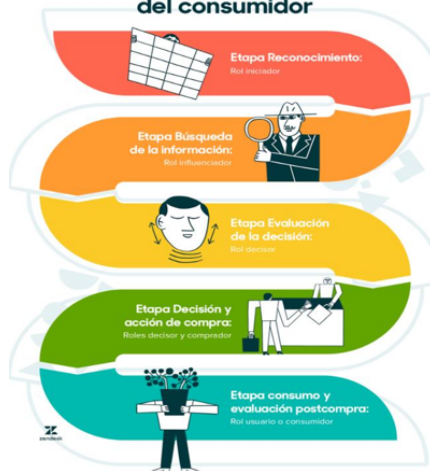 del consumidor
Etapa Reconocimiento:
Rol iniciador
Etapa Búsqueda
de la información:
Rol influenciador
Etapa Evaluación
de la decisión:
Rol decisor
Etapa Decisión y
acción de compra:
Roles decisor y comprador
Etapa consumo y
evaluación postcompra:
Rol usuario o consumidor
zendesk